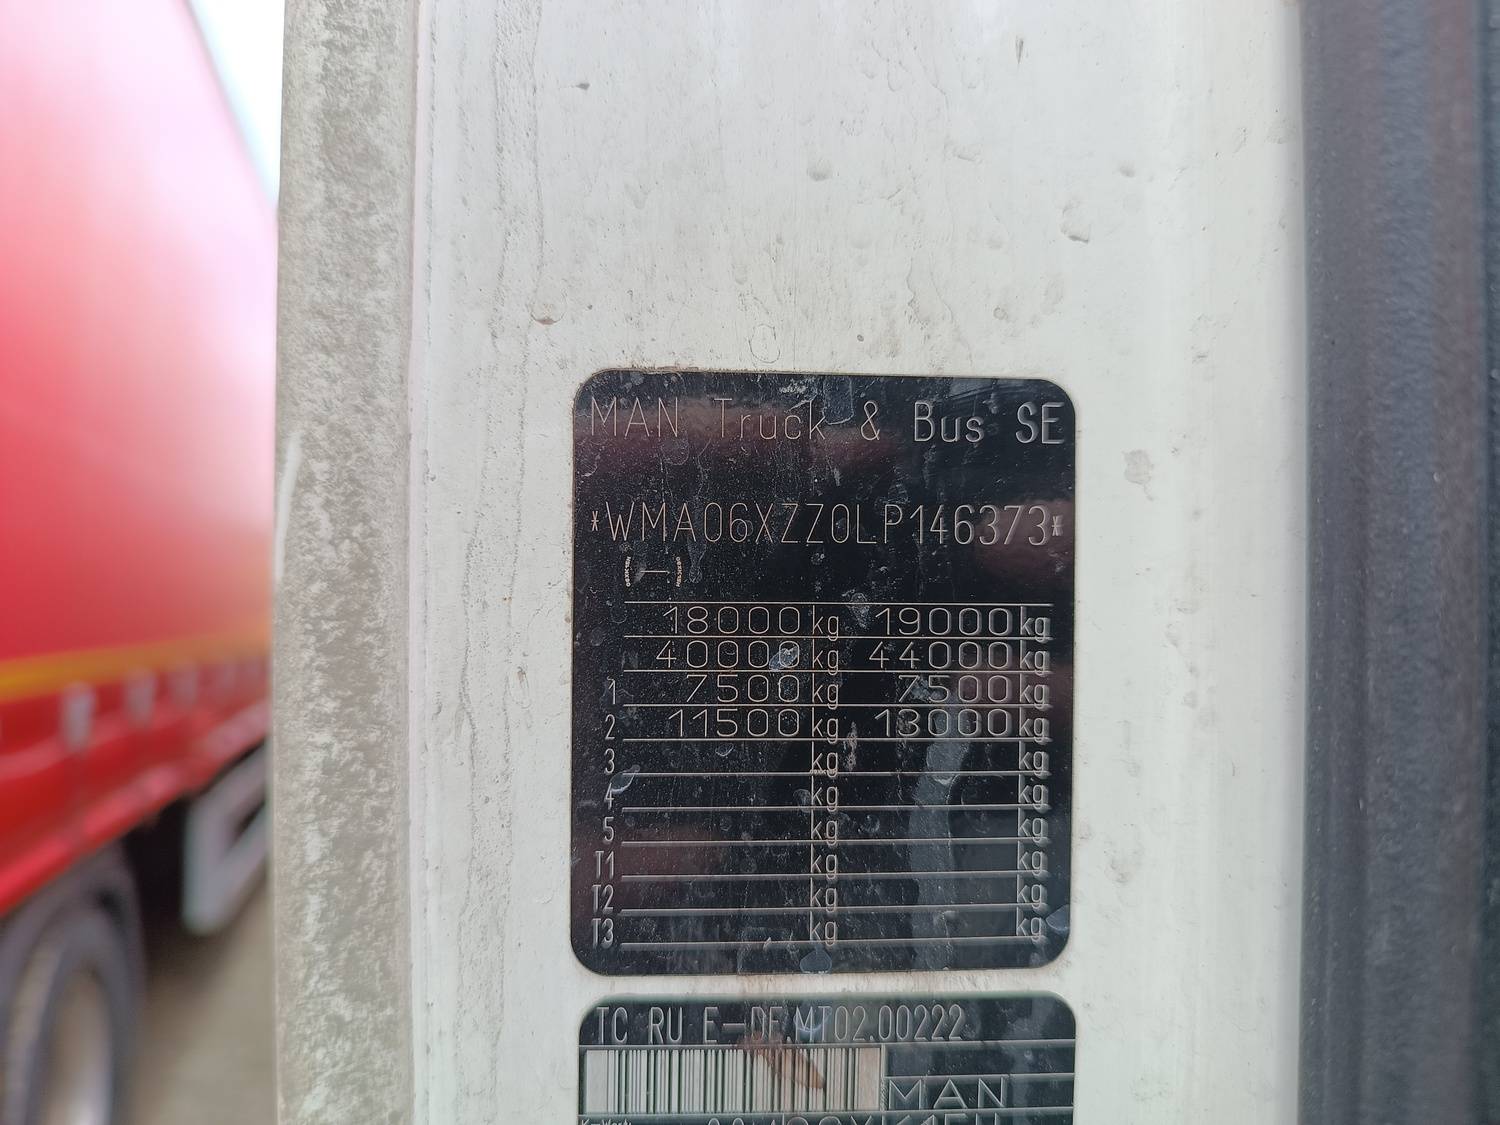 MAN Truck & Bus SE
*WMA06XZZ0LP146373*
(—)
18000 kg 19000 kg
40000 kg 44000 kg
1 7500 kg 7500 kg
2 11500 kg 13000 kg
3 kg kg
4 kg kg
5 kg kg
T1 kg kg
T2 kg kg
T3 kg kg
TC RU E-DE.MT02.00222
MAN